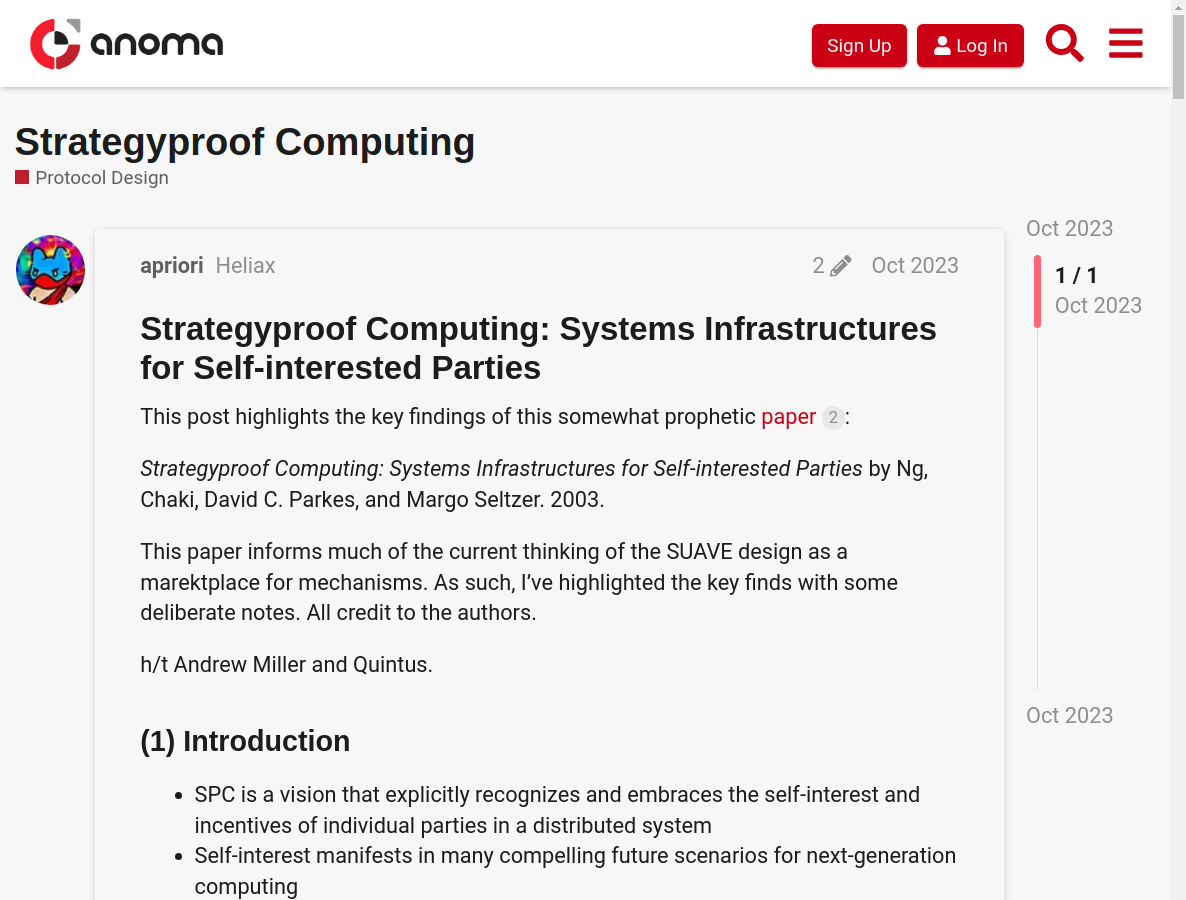 anoma
Sign Up
Log In
Strategyproof Computing
Protocol Design
Oct 2023
apriori Heliax
2 Oct 2023
1 / 1
Oct 2023
Strategyproof Computing: Systems Infrastructures
for Self-interested Parties
This post highlights the key findings of this somewhat prophetic paper 2:
Strategyproof Computing: Systems Infrastructures for Self-interested Parties by Ng,
Chaki, David C. Parkes, and Margo Seltzer. 2003.
This paper informs much of the current thinking of the SUAVE design as a
marektplace for mechanisms. As such, I’ve highlighted the key finds with some
deliberate notes. All credit to the authors.
h/t Andrew Miller and Quintus.
Oct 2023
(1) Introduction
SPC is a vision that explicitly recognizes and embraces the self-interest and
incentives of individual parties in a distributed system
Self-interest manifests in many compelling future scenarios for next-generation
computing